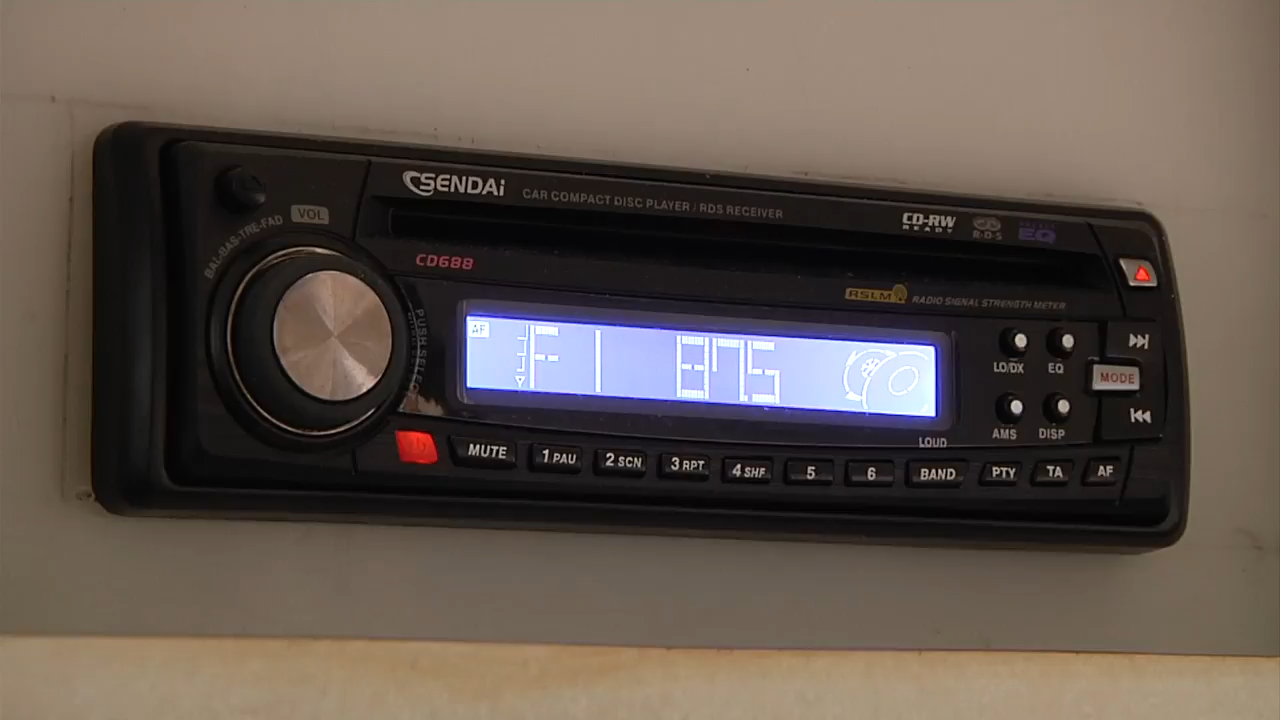 SENDAi
CAR COMPACT DISC PLAYER / RDS RECEIVER
CD-RW
READY
R·D·S
EQ
BAL-BAS-TRE-FAD
VOL
CD688
RSLM
RADIO SIGNAL STRENGTH METER
PUSH SELECT
AF
LO/DX
EQ
MODE
AMS
DISP
LOUD
MUTE
1 PAU
2 SCN
3 RPT
4 SHF
5
6
BAND
PTY
TA
AF